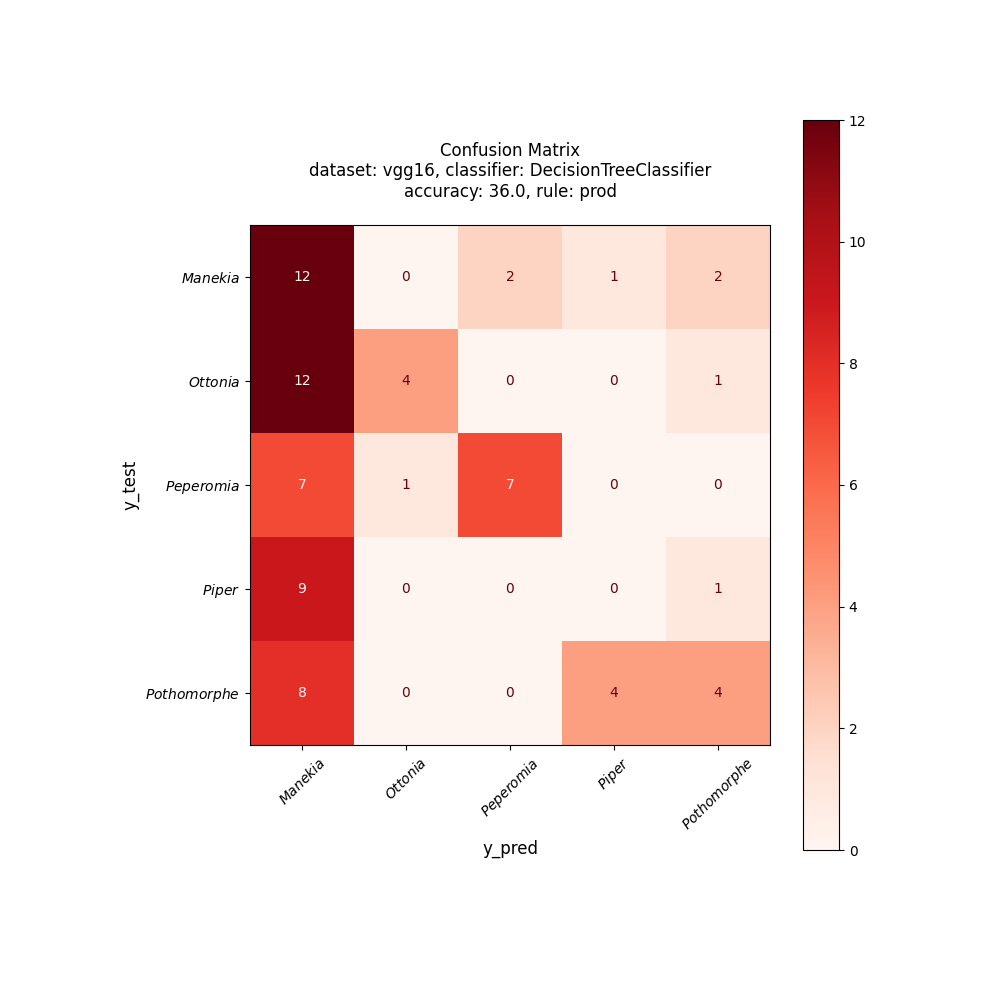 Confusion Matrix
dataset: vgg16, classifier: DecisionTreeClassifier
accuracy: 36.0, rule: prod
12
10
8
6
4
2
0
y_test
Manekia 12 0 2 1 2
Ottonia 12 4 0 0 1
Peperomia 7 1 7 0 0
Piper 9 0 0 0 1
Pothomorphe 8 0 0 4 4
Manekia Ottonia Peperomia Piper Pothomorphe
y_pred